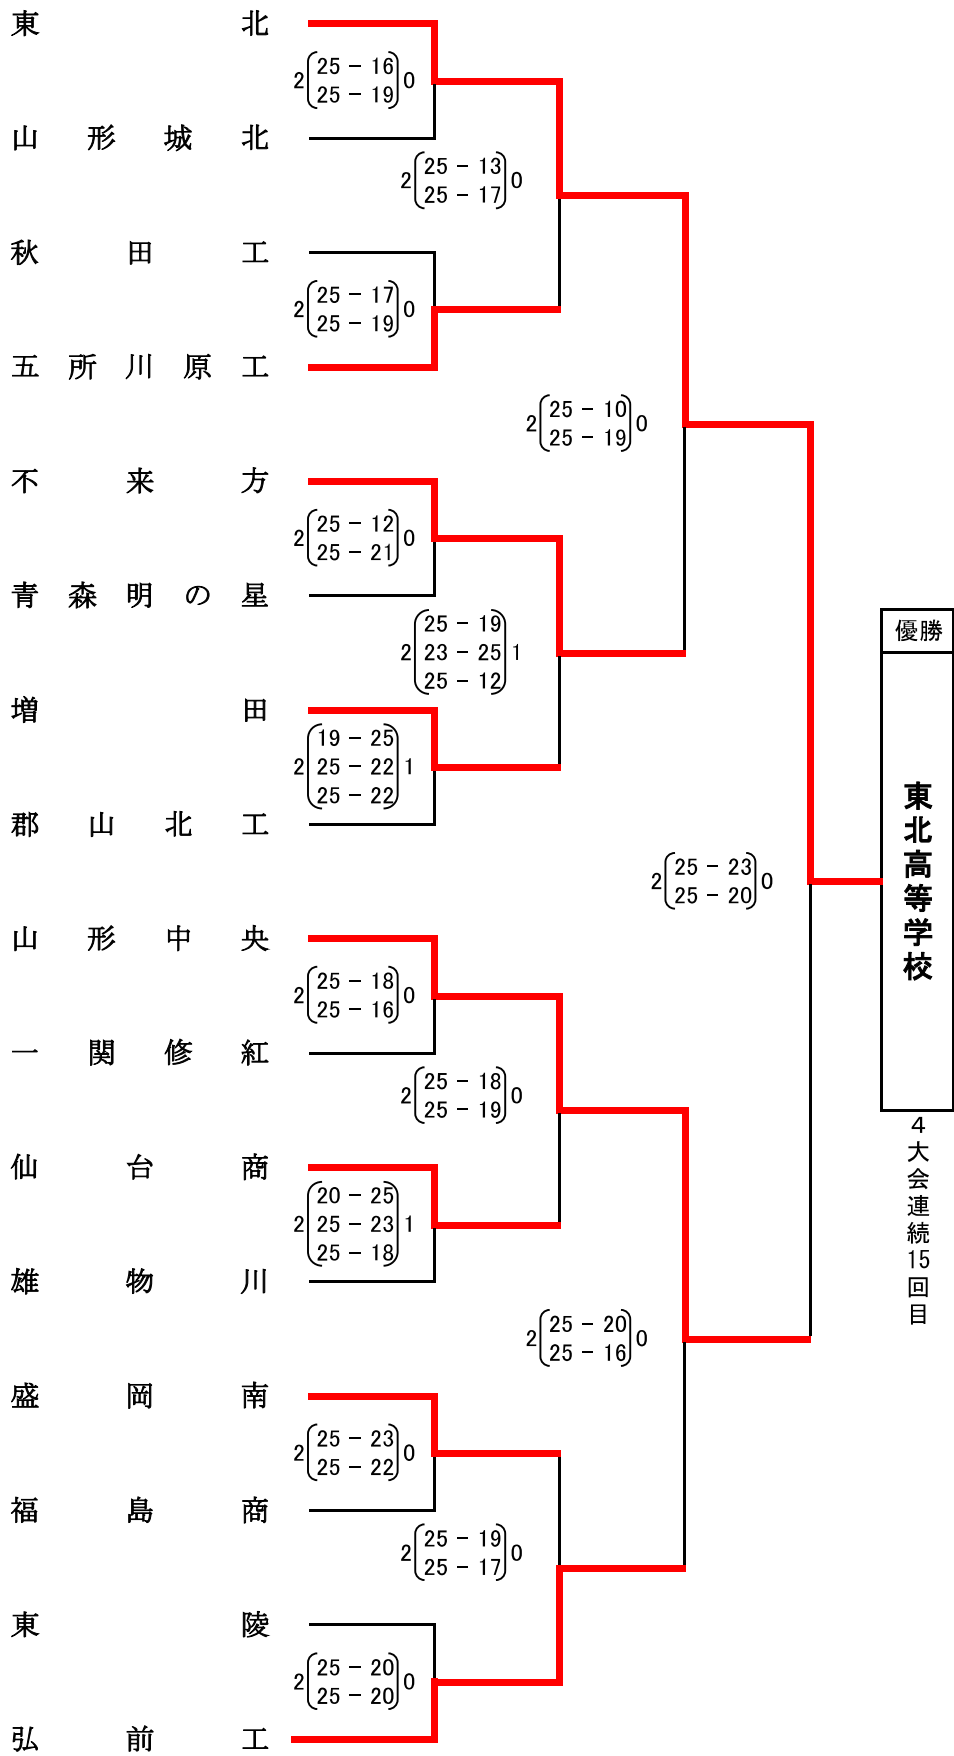 東北
2 25 − 16 0
25 − 19
山形城北
2 25 − 13 0
25 − 17
秋田工
2 25 − 17 0
25 − 19
五所川原工
2 25 − 10 0
25 − 19
不来方
2 25 − 12 0
25 − 21
青森明の星
2 25 − 19 1
23 − 25
25 − 12
増田
2 19 − 25 1
25 − 22
25 − 22
郡山北工
2 25 − 23 0
25 − 20
山形中央
2 25 − 18 0
25 − 16
一関修紅
2 25 − 18 0
25 − 19
仙台商
2 20 − 25 1
25 − 23
25 − 18
雄物川
2 25 − 20 0
25 − 16
盛岡南
2 25 − 23 0
25 − 22
福島商
2 25 − 19 0
25 − 17
東陵
2 25 − 20 0
25 − 20
弘前工
優勝
東北高等学校
4大会連続15回目